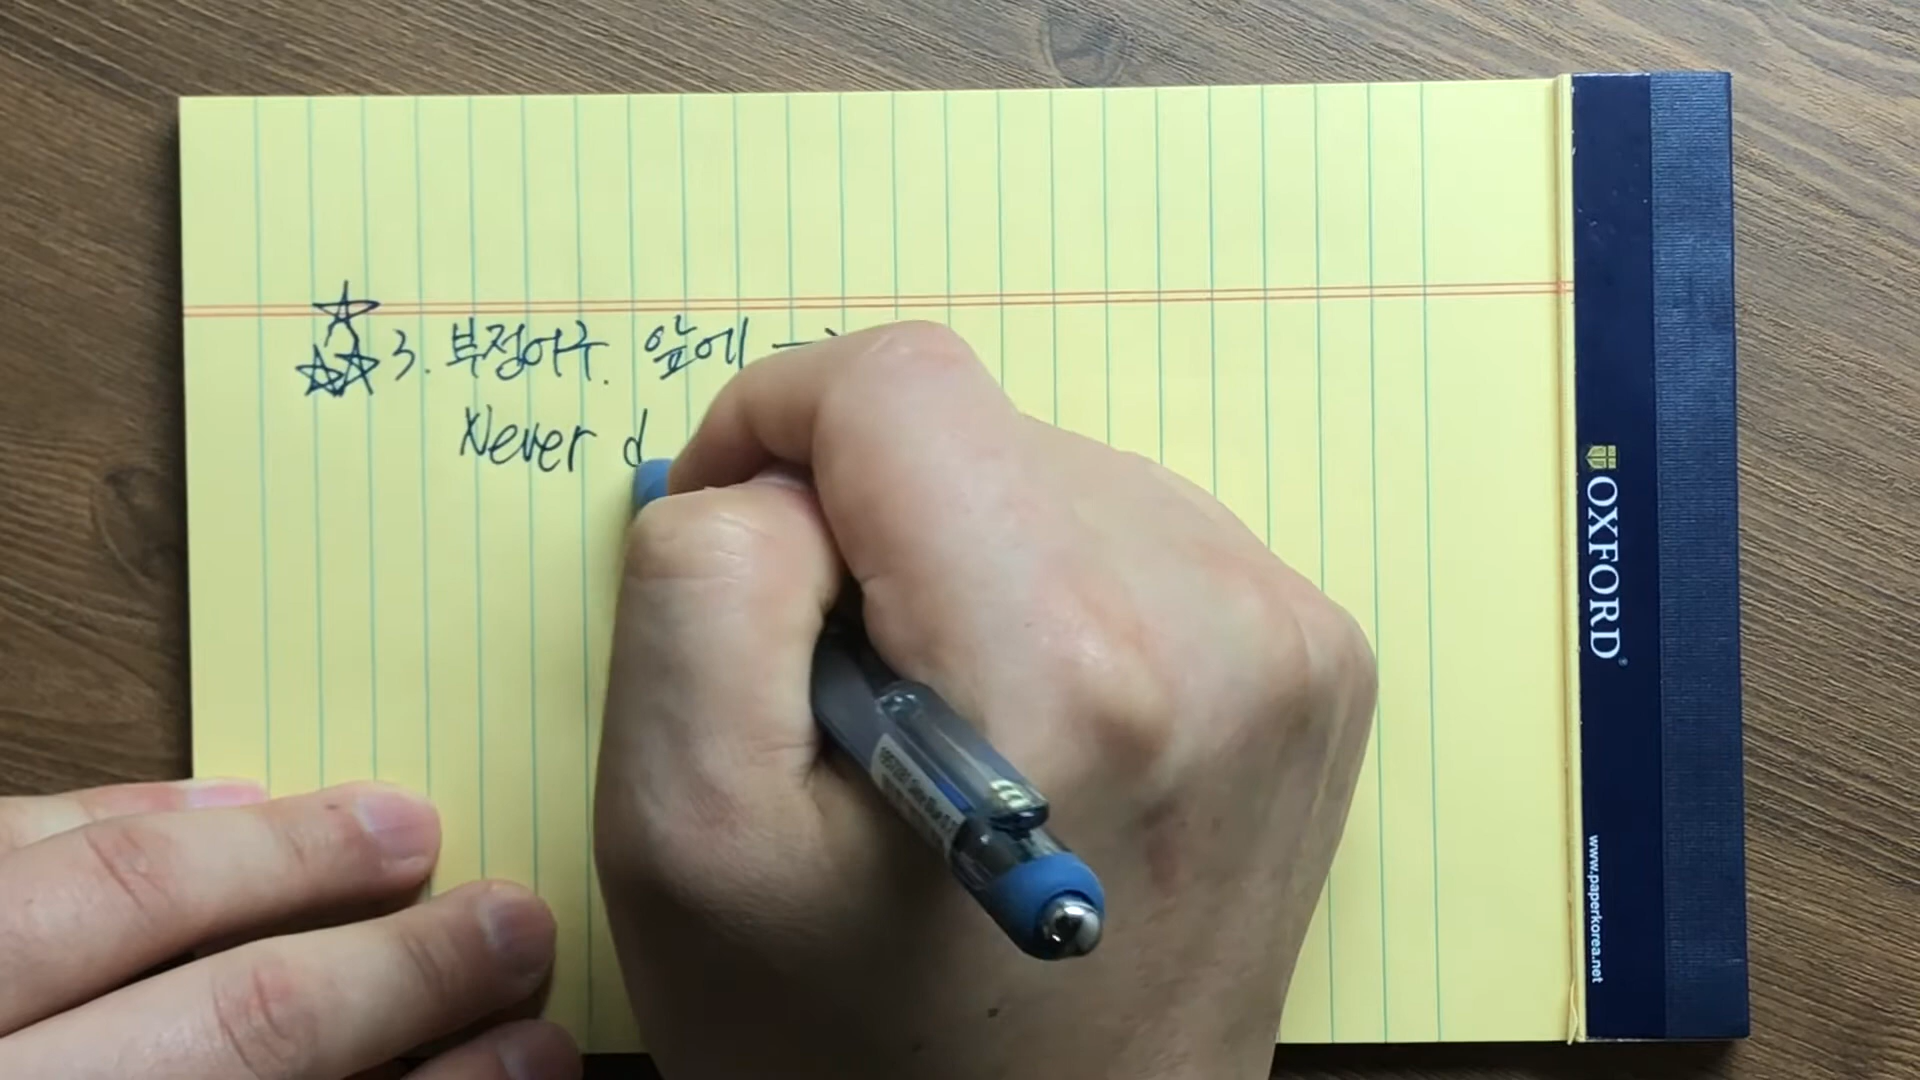 3. 부정어구. 앞에 →
Never d
OXFORD®
www.paperkorea.net